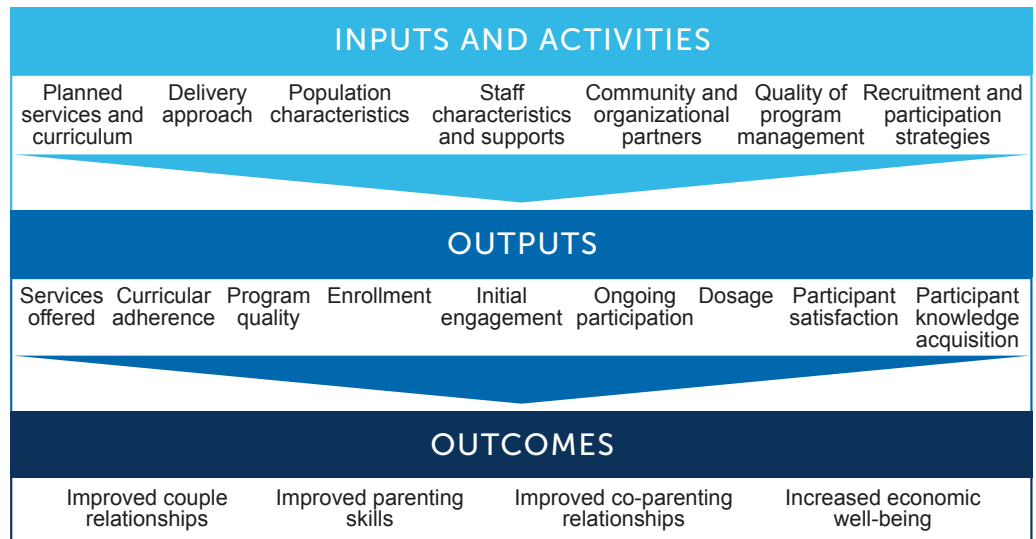 INPUTS AND ACTIVITIES
Planned
services and
curriculum
Delivery
approach
Population
characteristics
Staff
characteristics
and supports
Community and
organizational
partners
Quality of
program
management
Recruitment and
participation
strategies
OUTPUTS
Services
offered
Curricular
adherence
Program
quality
Enrollment
Initial
engagement
Ongoing
participation
Dosage
Participant
satisfaction
Participant
knowledge
acquisition
OUTCOMES
Improved couple
relationships
Improved parenting
skills
Improved co-parenting
relationships
Increased economic
well-being